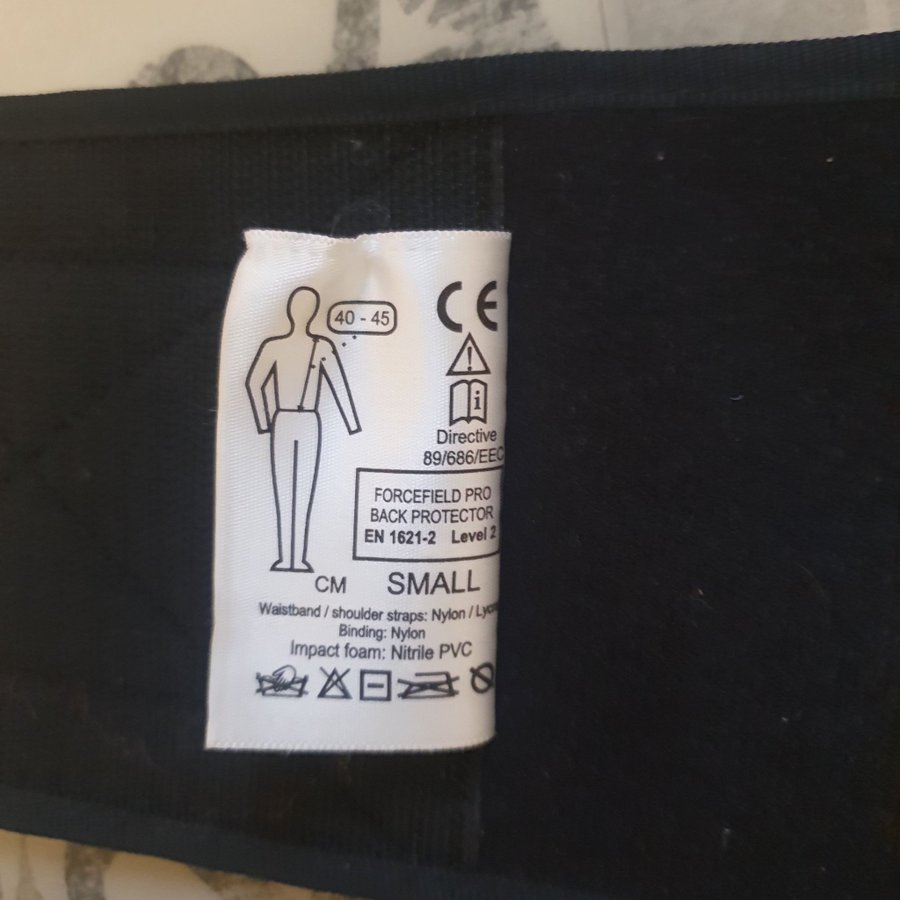 40 - 45
CE
Directive
89/686/EEC
FORCEFIELD PRO
BACK PROTECTOR
EN 1621-2 Level 2
CM SMALL
Waistband / shoulder straps: Nylon /
Binding: Nylon
Impact foam: Nitrile PVC